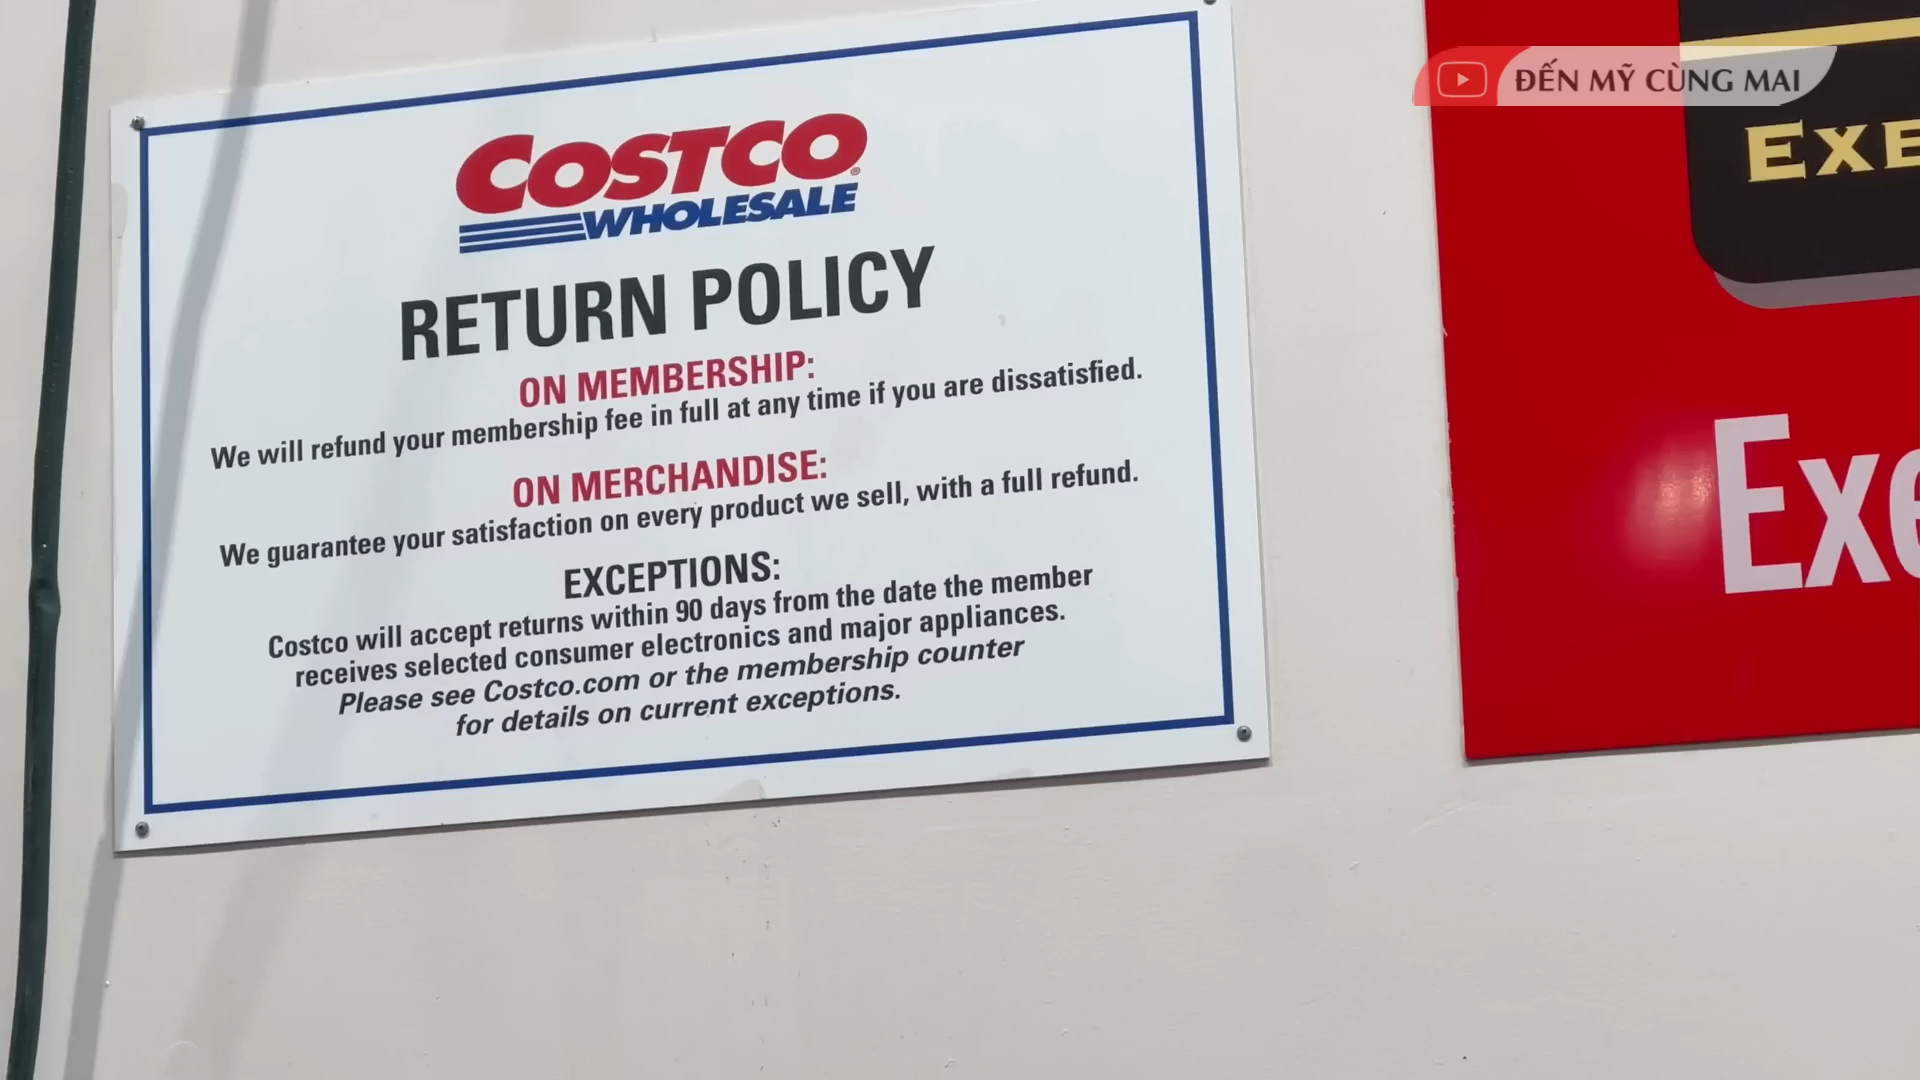 COSTCO
WHOLESALE
RETURN POLICY
ON MEMBERSHIP:
We will refund your membership fee in full at any time if you are dissatisfied.
ON MERCHANDISE:
We guarantee your satisfaction on every product we sell, with a full refund.
EXCEPTIONS:
Costco will accept returns within 90 days from the date the member
receives selected consumer electronics and major appliances.
Please see Costco.com or the membership counter
for details on current exceptions.
ĐẾN MỸ CÙNG MAI
EXE
Exe